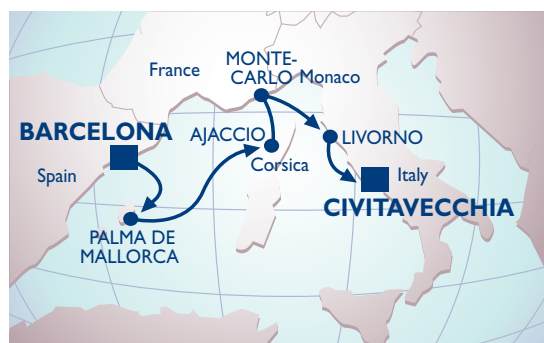 MONTE-
CARLO Monaco
France
BARCELONA
AJACCIO
LIVORNO
Corsica
Spain
Italy
CIVITAVECCHIA
PALMA DE
MALLORCA